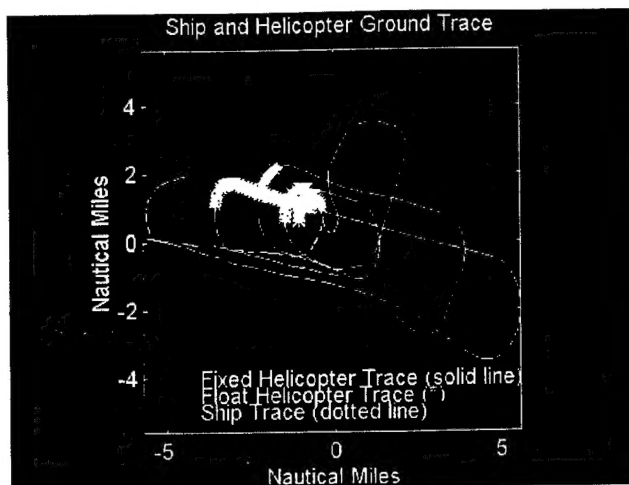 Ship and Helicopter Ground Trace
Nautical Miles
4
2
0
-2
-4
Fixed Helicopter Trace (solid line)
Float Helicopter Trace (*)
Ship Trace (dotted line)
-5 0 5
Nautical Miles